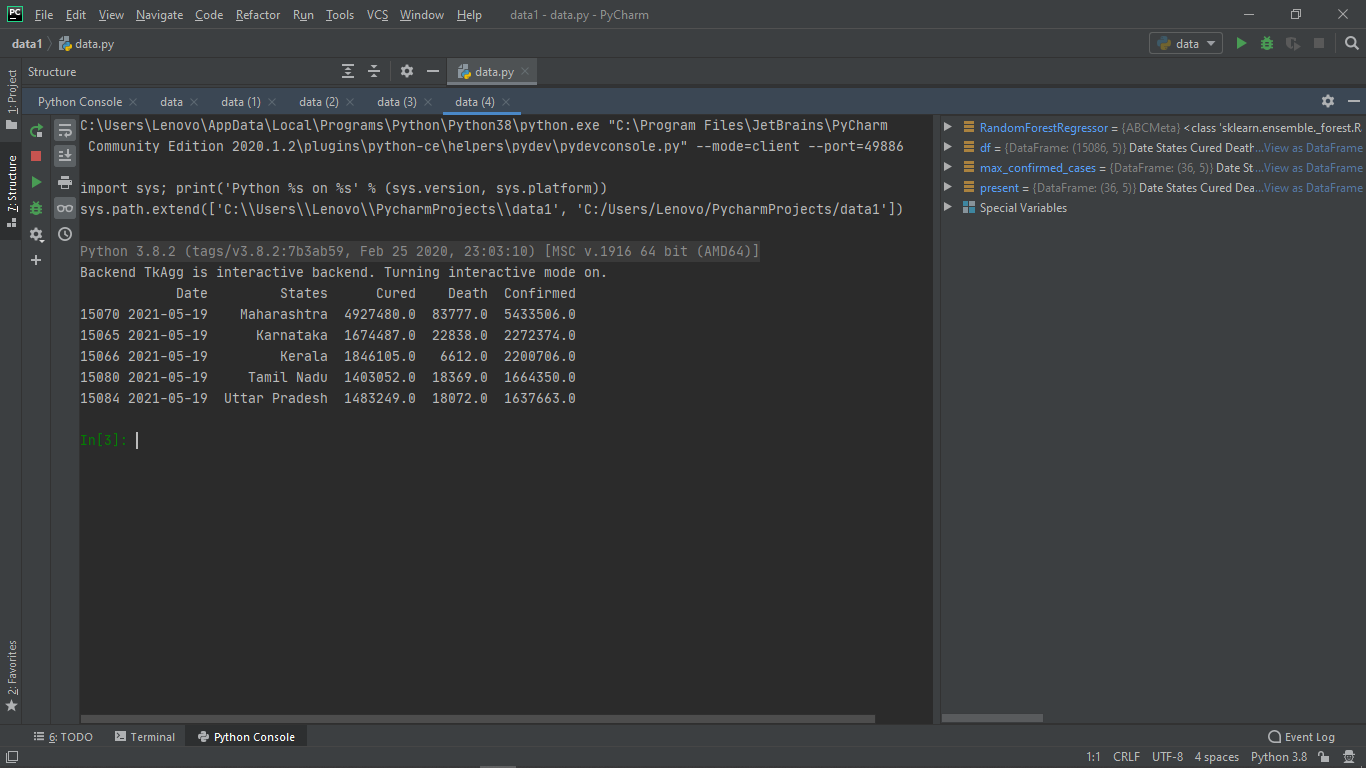 PC File Edit View Navigate Code Refactor Run Tools VCS Window Help data1 - data.py - PyCharm
data1 data.py data
Structure data.py
Python Console data data (1) data (2) data (3) data (4)
1: Project
7: Structure
2: Favorites
C:\Users\Lenovo\AppData\Local\Programs\Python\Python38\python.exe "C:\Program Files\JetBrains\PyCharm
Community Edition 2020.1.2\plugins\python-ce\helpers\pydev\pydevconsole.py" --mode=client --port=49886
import sys; print('Python %s on %s' % (sys.version, sys.platform))
sys.path.extend(['C:\\Users\\Lenovo\\PycharmProjects\\data1', 'C:/Users/Lenovo/PycharmProjects/data1'])
Python 3.8.2 (tags/v3.8.2:7b3ab59, Feb 25 2020, 23:03:10) [MSC v.1916 64 bit (AMD64)]
Backend TkAgg is interactive backend. Turning interactive mode on.
Date States Cured Death Confirmed
15070 2021-05-19 Maharashtra 4927480.0 83777.0 5433506.0
15065 2021-05-19 Karnataka 1674487.0 22838.0 2272374.0
15066 2021-05-19 Kerala 1846105.0 6612.0 2200706.0
15080 2021-05-19 Tamil Nadu 1403052.0 18369.0 1664350.0
15084 2021-05-19 Uttar Pradesh 1483249.0 18072.0 1637663.0
In[3]:
RandomForestRegressor = {ABCMeta} <class 'sklearn.ensemble._forest.R
df = {DataFrame: (15086, 5)} Date States Cured Death...View as DataFrame
max_confirmed_cases = {DataFrame: (36, 5)} Date St...View as DataFrame
present = {DataFrame: (36, 5)} Date States Cured Dea...View as DataFrame
Special Variables
6: TODO Terminal Python Console Event Log
1:1 CRLF UTF-8 4 spaces Python 3.8